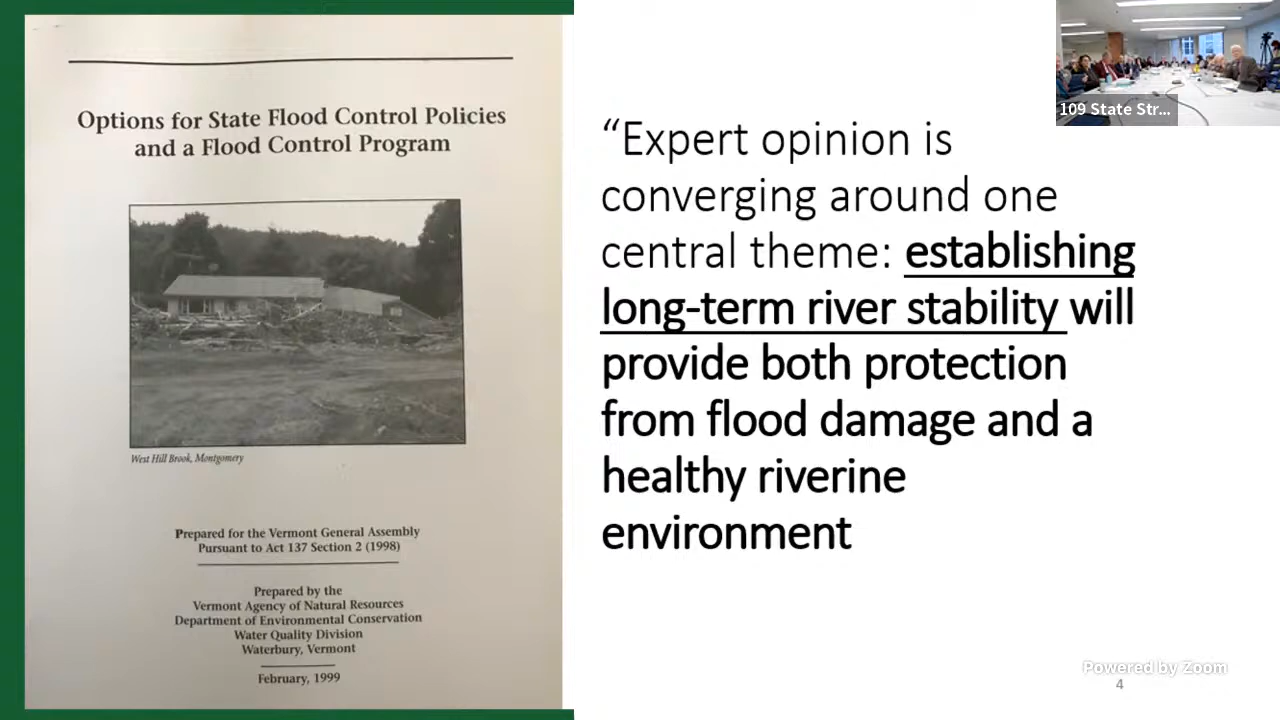 Options for State Flood Control Policies
and a Flood Control Program
West Hill Brook, Montgomery
Prepared for the Vermont General Assembly
Pursuant to Act 137 Section 2 (1998)
Prepared by the
Vermont Agency of Natural Resources
Department of Environmental Conservation
Water Quality Division
Waterbury, Vermont
February, 1999
“Expert opinion is
converging around one
central theme: establishing
long-term river stability will
provide both protection
from flood damage and a
healthy riverine
environment
109 State Str...
Powered by Zoom
4